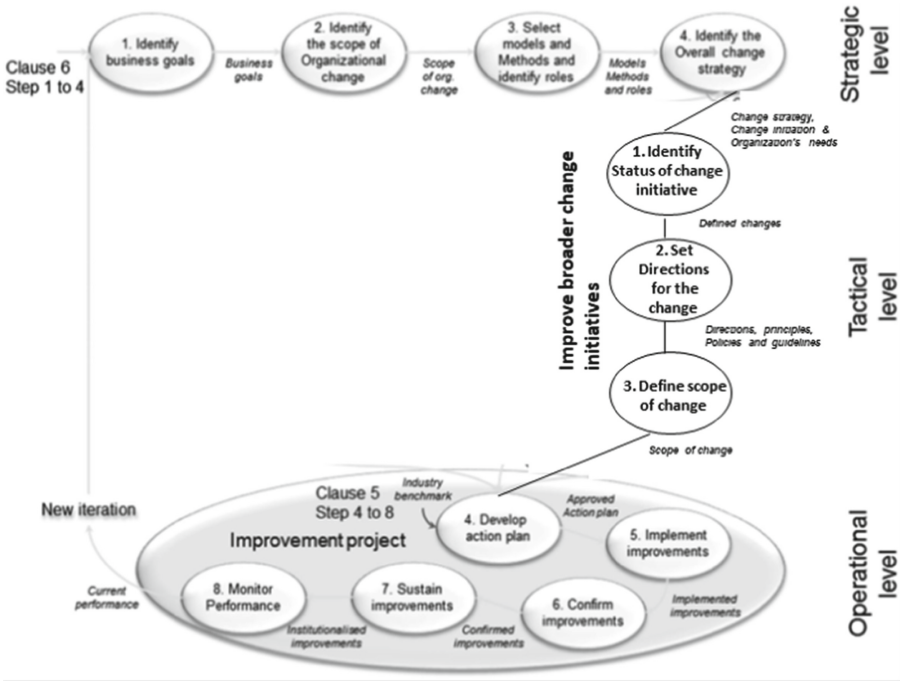 Clause 6
Step 1 to 4
1. Identify
business goals
Business
goals
2. Identify
the scope of
Organizational
change
Scope
of org.
change
3. Select
models and
Methods and
identify roles
Models
Methods
and roles
4. Identify the
Overall change
strategy
Strategic
level
Change strategy,
Change initiation &
Organization's needs
Improve broader change
initiatives
1. Identify
Status of change
initiative
Defined changes
2. Set
Directions
for the
change
Directions, principles,
Policies and guidelines
3. Define scope
of change
Scope of change
Tactical
level
New iteration
Clause 5
Step 4 to 8
Improvement project
Industry
benchmark
4. Develop
action plan
Approved
Action plan
5. Implement
improvements
Implemented
improvements
6. Confirm
improvements
Confirmed
improvements
7. Sustain
improvements
Institutionalised
improvements
8. Monitor
Performance
Current
performance
Operational
level